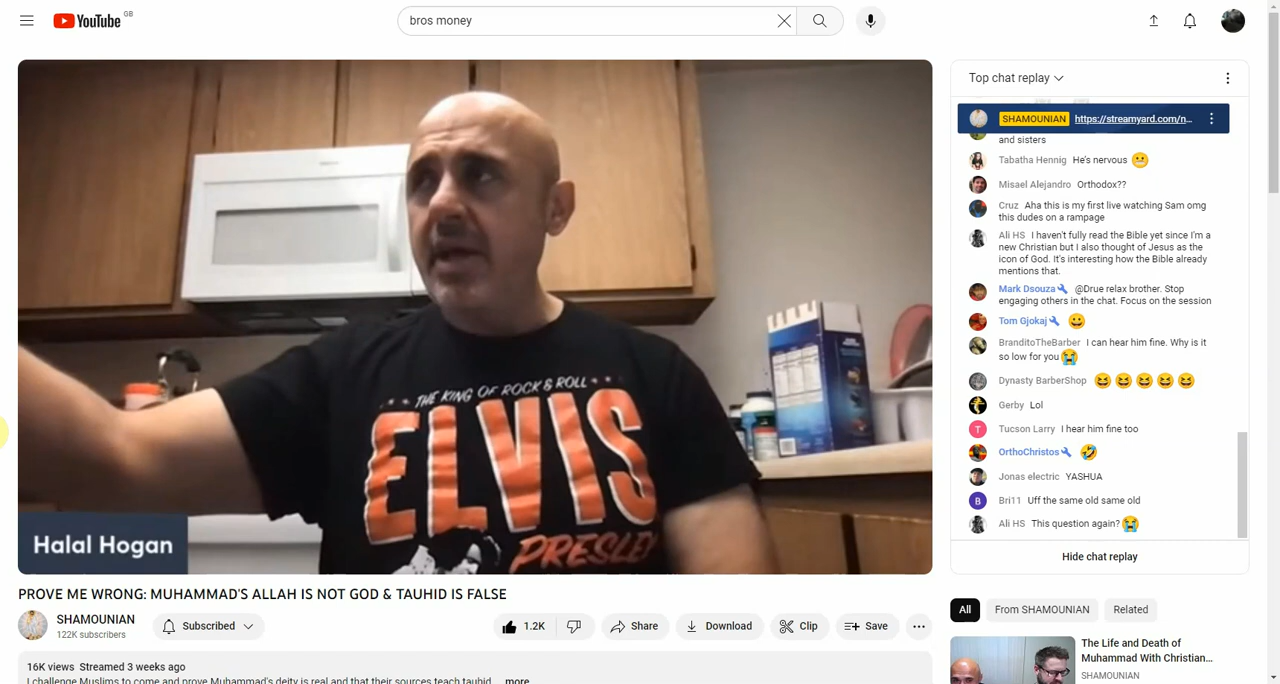 YouTube GB
bros money
THE KING OF ROCK & ROLL
ELVIS
PRESLEY
Halal Hogan
PROVE ME WRONG: MUHAMMAD'S ALLAH IS NOT GOD & TAUHID IS FALSE
SHAMOUNIAN
122K subscribers
Subscribed
1.2K
Share
Download
Clip
Save
16K views Streamed 3 weeks ago
I challenge Muslims to come and prove Muhammad's deity is real and that their sources teach tauhid
...more
Top chat replay
SHAMOUNIAN https://streamyard.com/n...
and sisters
Tabatha Hennig He's nervous 😬
Misael Alejandro Orthodox??
Cruz Aha this is my first live watching Sam omg
this dudes on a rampage
Ali HS I haven't fully read the Bible yet since I'm a
new Christian but I also thought of Jesus as the
icon of God. It's interesting how the Bible already
mentions that.
Mark Dsouza @Drue relax brother. Stop
engaging others in the chat. Focus on the session
Tom Gjokaj 😀
BranditoTheBarber I can hear him fine. Why is it
so low for you😭
Dynasty BarberShop 😆😆😆😆😆
Gerby Lol
T
Tucson Larry I hear him fine too
OrthoChristos 🤣
Jonas electric YASHUA
B
Bri11 Uff the same old same old
Ali HS This question again?😭
Hide chat replay
All
From SHAMOUNIAN
Related
The Life and Death of
Muhammad With Christian...
SHAMOUNIAN